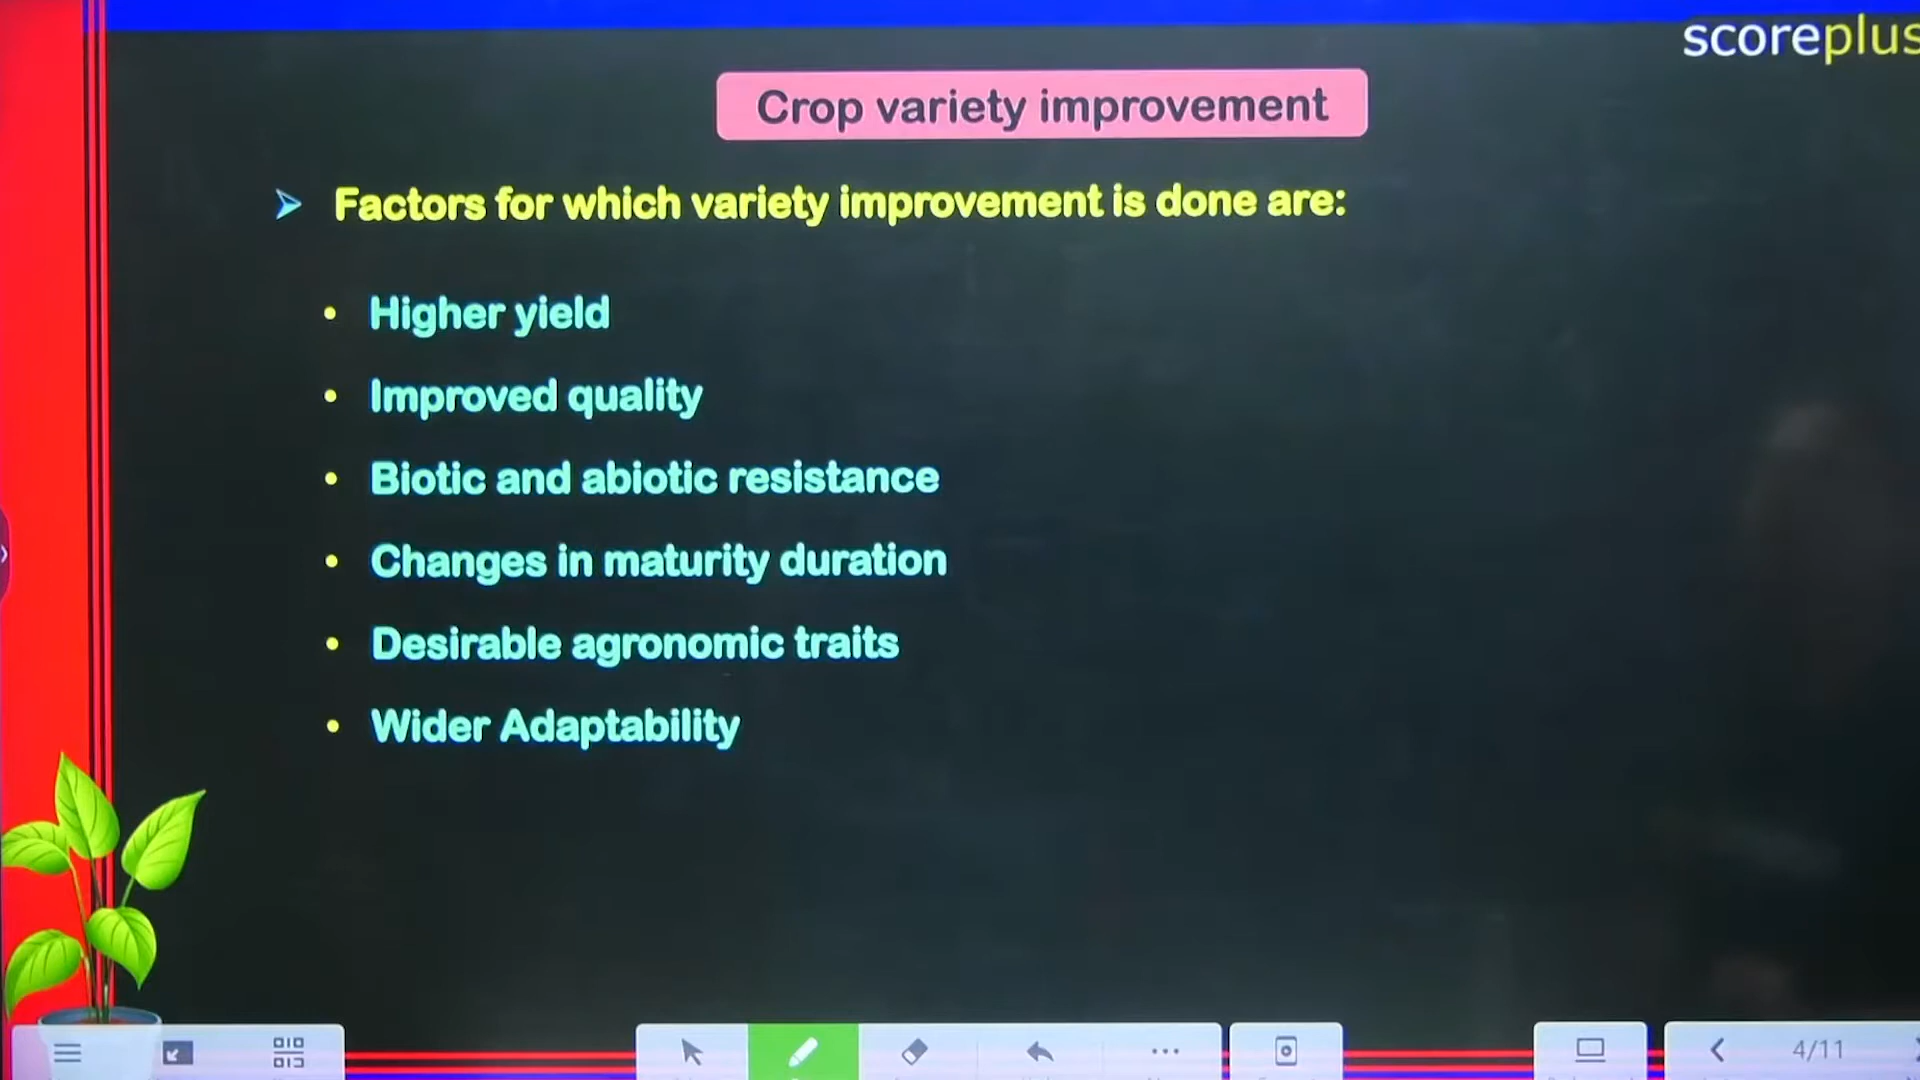 scoreplus
Crop variety improvement
Factors for which variety improvement is done are:
Higher yield
Improved quality
Biotic and abiotic resistance
Changes in maturity duration
Desirable agronomic traits
Wider Adaptability
4/11